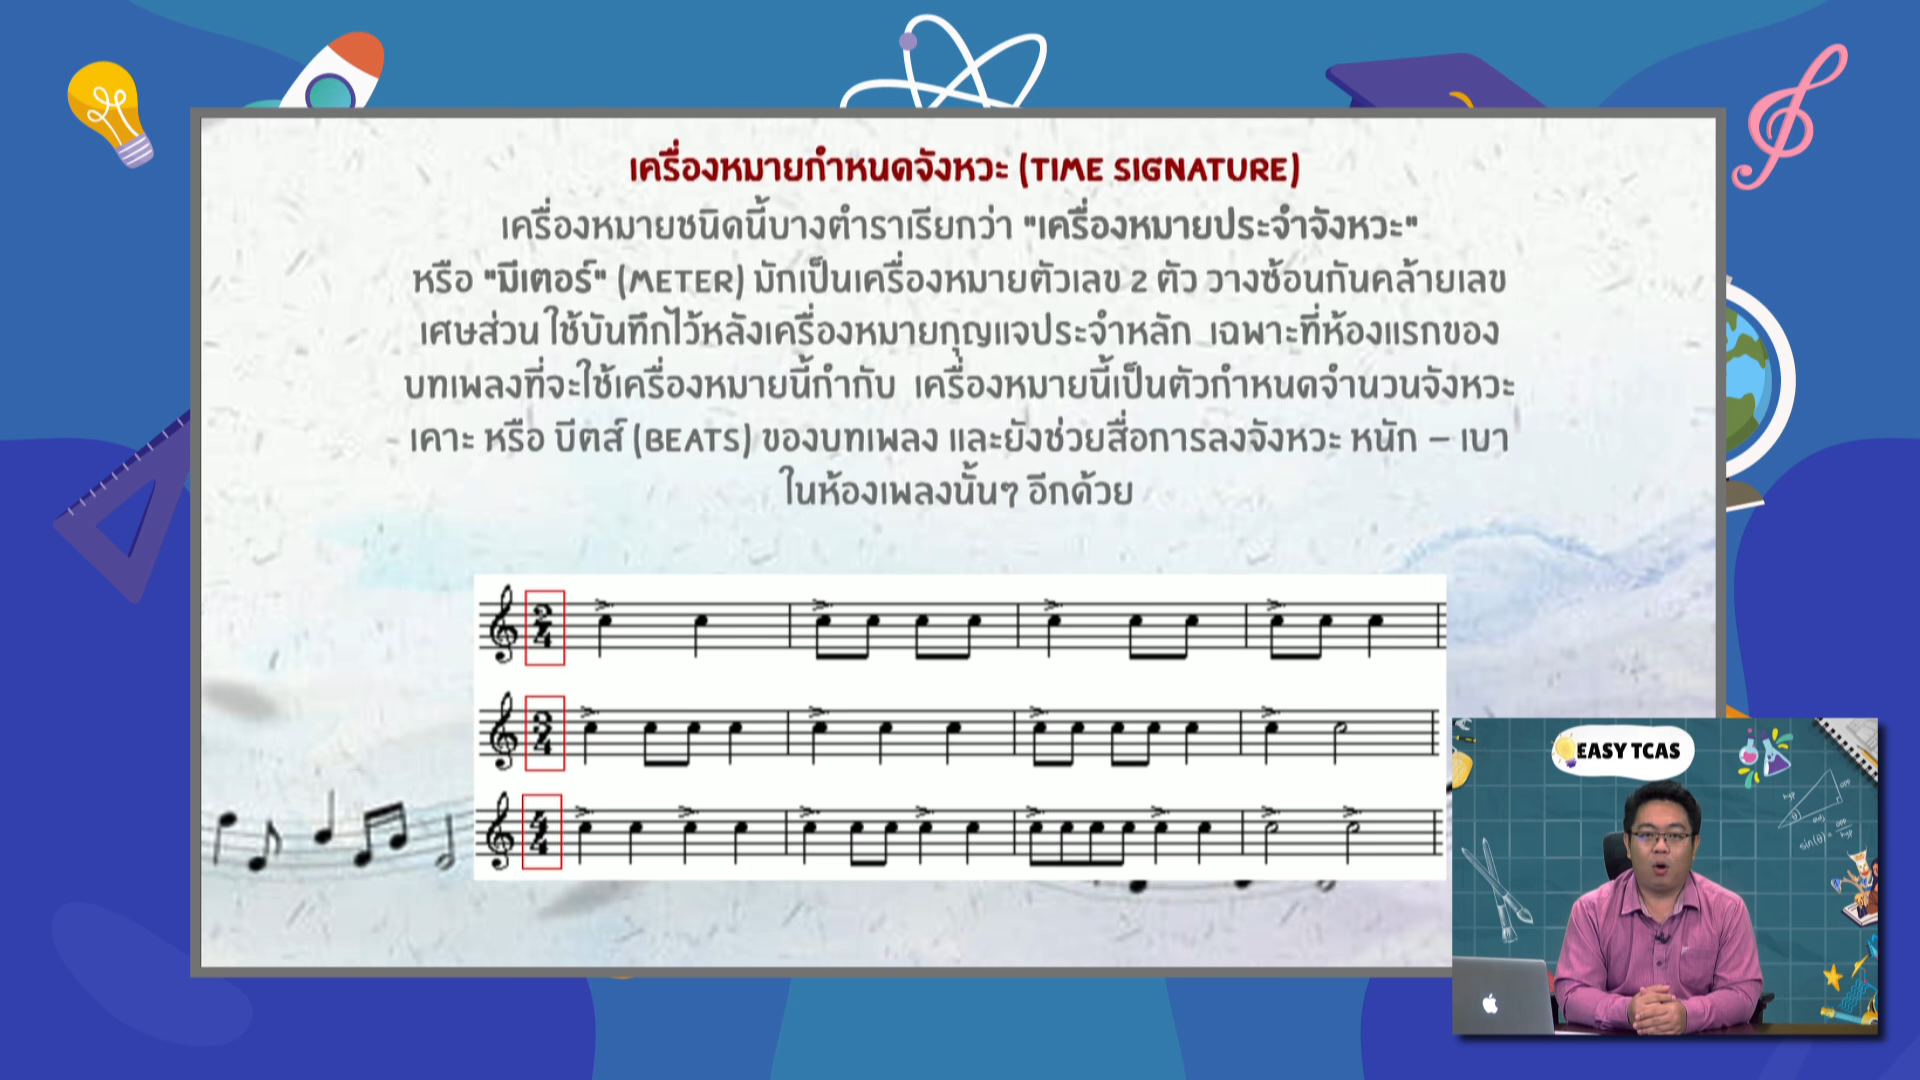 เครื่องหมายกำหนดจังหวะ (TIME SIGNATURE)
เครื่องหมายชนิดนี้บางตำราเรียกว่า "เครื่องหมายประจำจังหวะ"
หรือ "มีเตอร์" (METER) มักเป็นเครื่องหมายตัวเลข 2 ตัว วางซ้อนกันคล้ายเลข
เศษส่วน ใช้บันทึกไว้หลังเครื่องหมายกุญแจประจำหลัก เฉพาะที่ห้องแรกของ
บทเพลงที่จะใช้เครื่องหมายนี้กำกับ เครื่องหมายนี้เป็นตัวกำหนดจำนวนจังหวะ
เคาะ หรือ บีตส์ (BEATS) ของบทเพลง และยังช่วยสื่อการลงจังหวะ หนัก – เบา
ในห้องเพลงนั้นๆ อีกด้วย
2
4
3
4
4
4
EASY TCAS